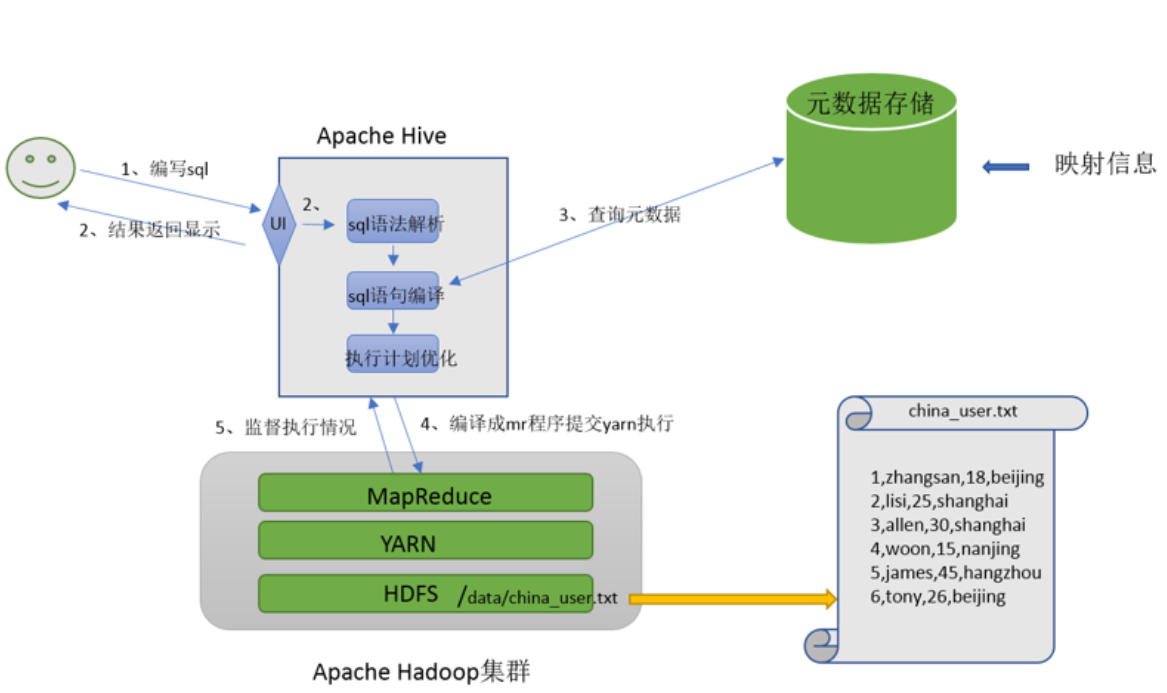 元数据存储
Apache Hive
映射信息
1、编写sql
2、
UI
sql语法解析
3、查询元数据
2、结果返回显示
sql语句编译
执行计划优化
5、监督执行情况
4、编译成mr程序提交yarn执行
china_user.txt
MapReduce
1,zhangsan,18,beijing
2,lisi,25,shanghai
3,allen,30,shanghai
4,woon,15,nanjing
5,james,45,hangzhou
6,tony,26,beijing
YARN
HDFS /data/china_user.txt
Apache Hadoop集群